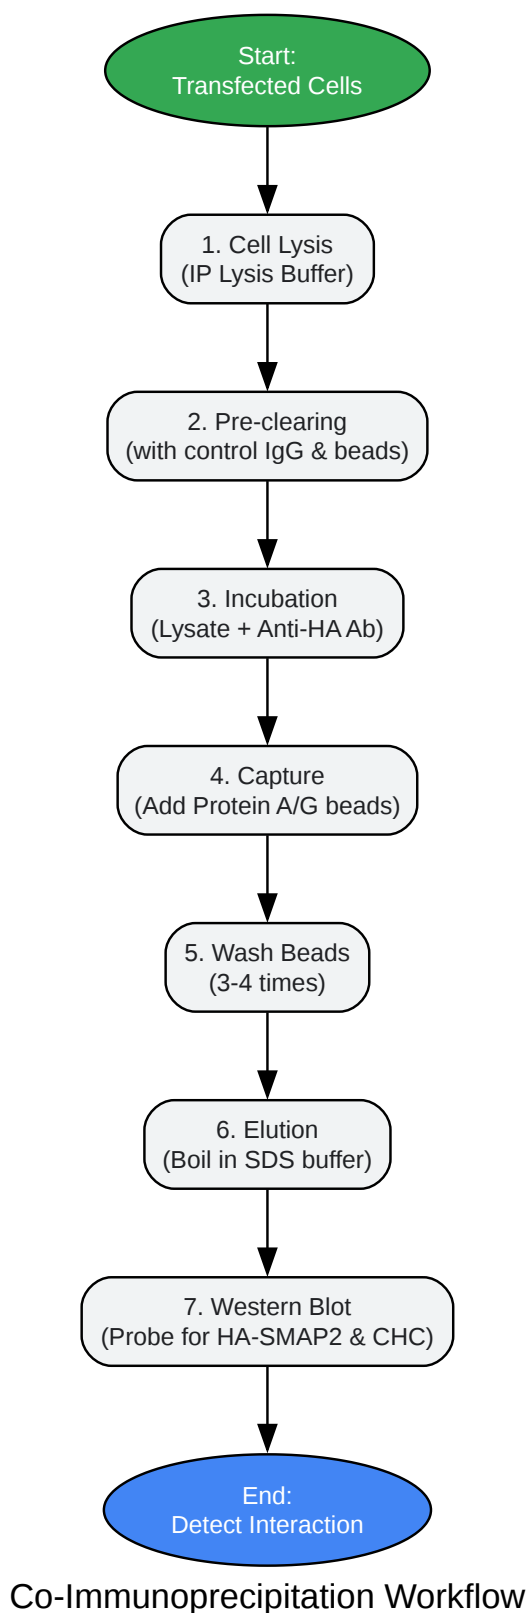 Start:
Transfected Cells
1. Cell Lysis
(IP Lysis Buffer)
2. Pre-clearing
(with control IgG & beads)
3. Incubation
(Lysate + Anti-HA Ab)
4. Capture
(Add Protein A/G beads)
5. Wash Beads
(3-4 times)
6. Elution
(Boil in SDS buffer)
7. Western Blot
(Probe for HA-SMAP2 & CHC)
End:
Detect Interaction
Co-Immunoprecipitation Workflow